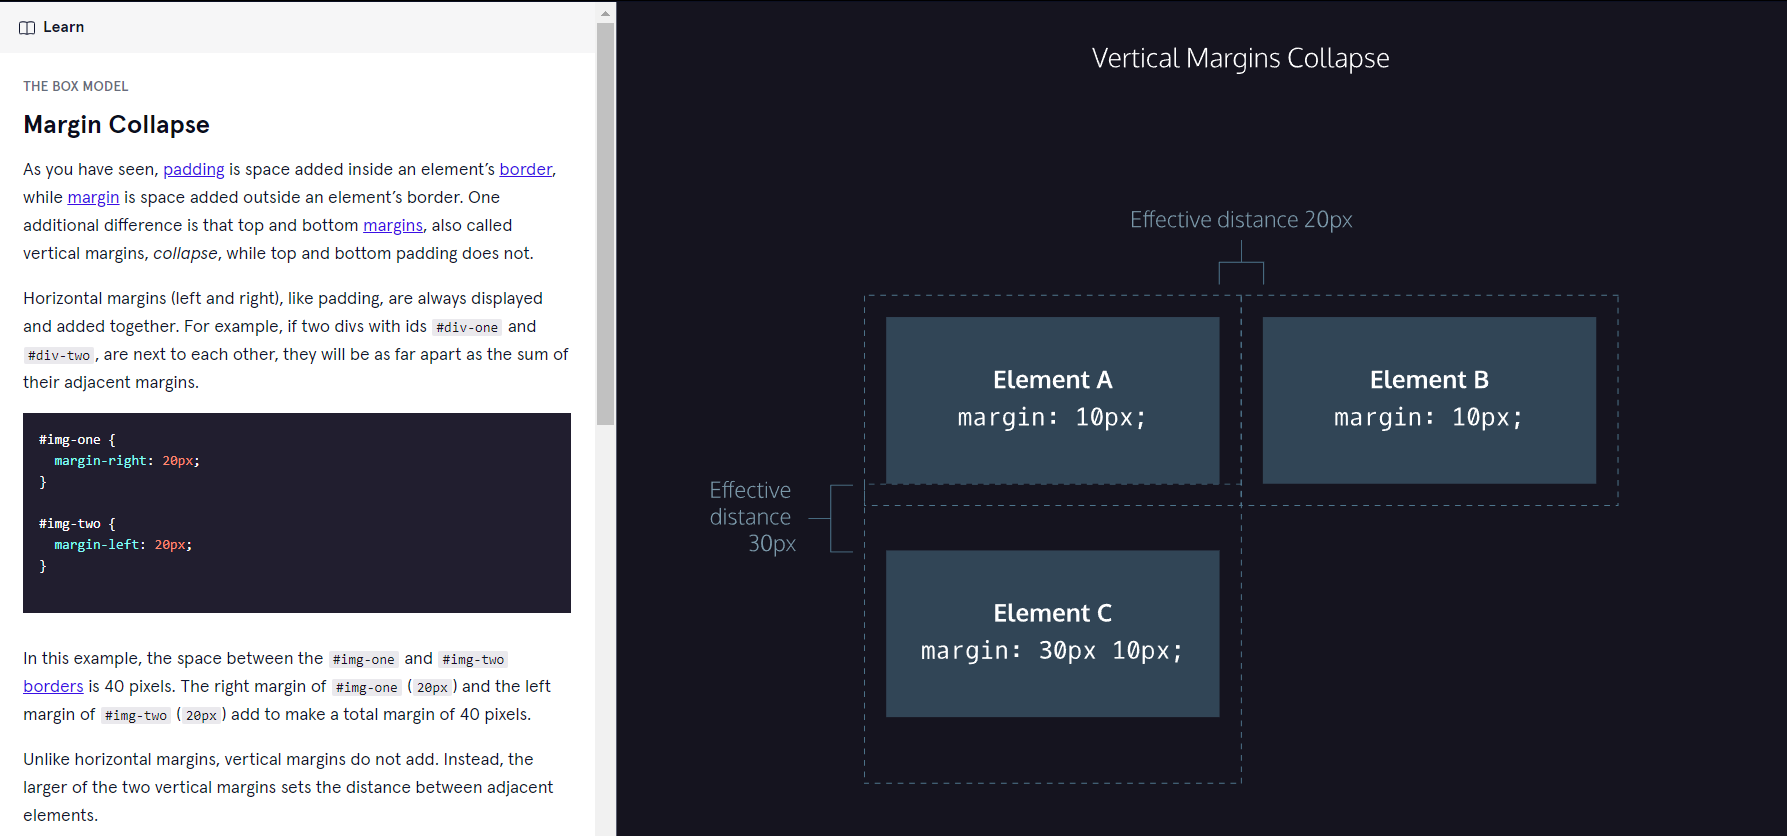 Learn
THE BOX MODEL
Margin Collapse
As you have seen, padding is space added inside an element’s border,
while margin is space added outside an element’s border. One
additional difference is that top and bottom margins, also called
vertical margins, collapse, while top and bottom padding does not.
Horizontal margins (left and right), like padding, are always displayed
and added together. For example, if two divs with ids #div-one and
#div-two, are next to each other, they will be as far apart as the sum of
their adjacent margins.
#img-one {
  margin-right: 20px;
}
#img-two {
  margin-left: 20px;
}
In this example, the space between the #img-one and #img-two
borders is 40 pixels. The right margin of #img-one (20px) and the left
margin of #img-two (20px) add to make a total margin of 40 pixels.
Unlike horizontal margins, vertical margins do not add. Instead, the
larger of the two vertical margins sets the distance between adjacent
elements.
Vertical Margins Collapse
Effective distance 20px
Element A
margin: 10px;
Element B
margin: 10px;
Effective
distance
30px
Element C
margin: 30px 10px;